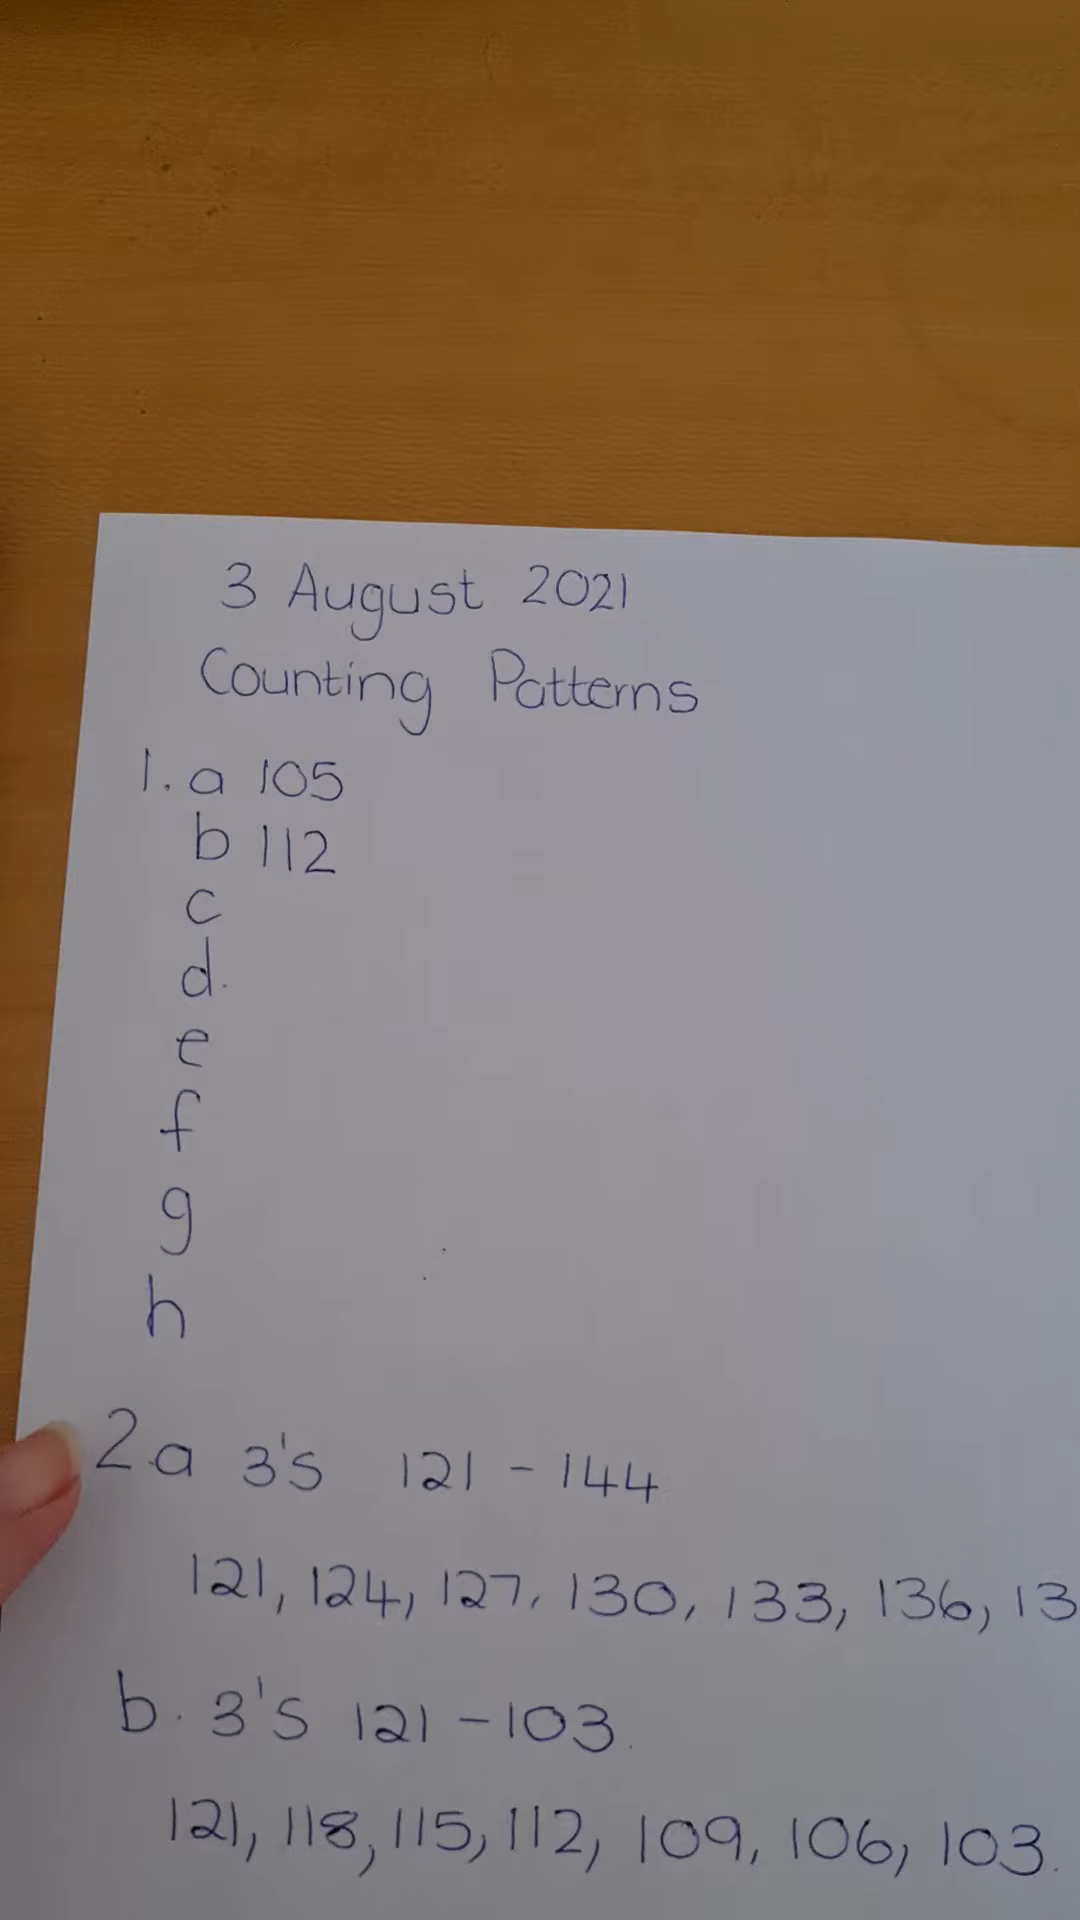 3 August 2021
Counting Patterns
1. a 105
b 112
c
d.
e
f
g
h
2.a 3's 121 - 144
121, 124, 127, 130, 133, 136, 13
b. 3's 121 - 103.
121, 118, 115, 112, 109, 106, 103.